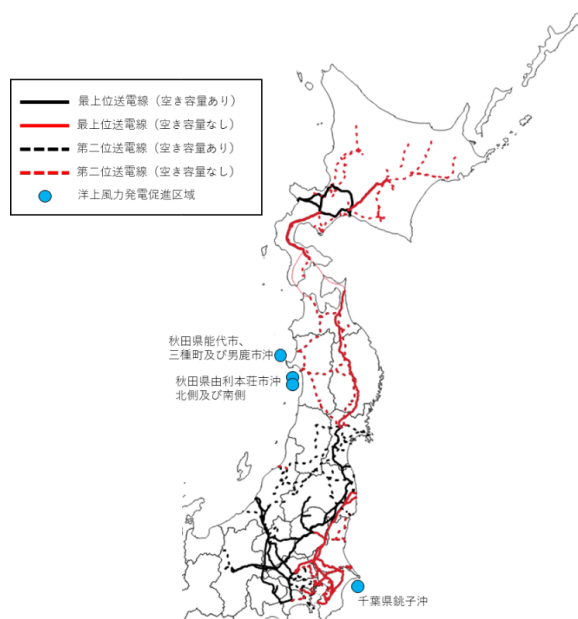 最上位送電線（空き容量あり）
最上位送電線（空き容量なし）
第二位送電線（空き容量あり）
第二位送電線（空き容量なし）
洋上風力発電促進区域
秋田県能代市、
三種町及び男鹿市沖
秋田県由利本荘市沖
北側及び南側
千葉県銚子沖